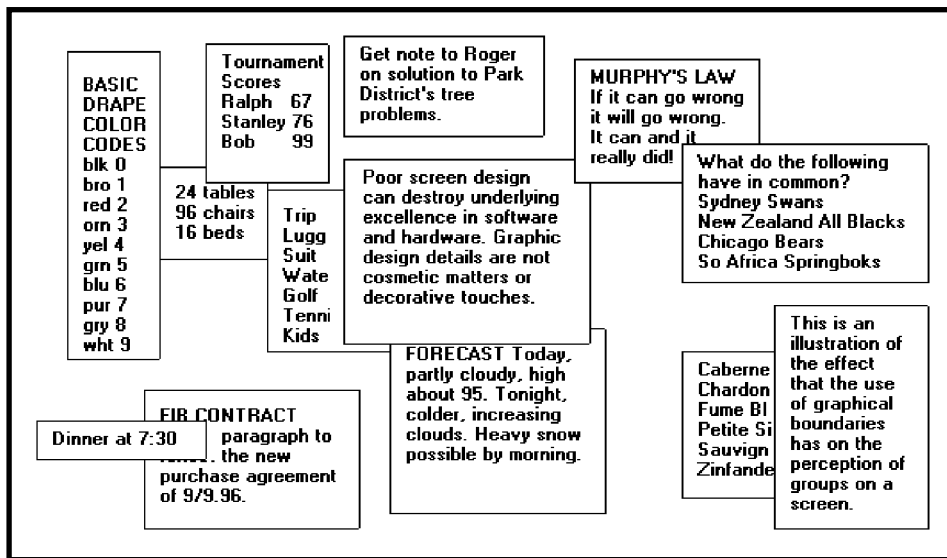 BASIC
DRAPE
COLOR
CODES
blk 0
bro 1
red 2
orn 3
yel 4
grn 5
blu 6
pur 7
gry 8
wht 9
Tournament
Scores
Ralph 67
Stanley 76
Bob 99
24 tables
96 chairs
16 beds
Trip
Lugg
Suit
Wate
Golf
Tenni
Kids
Get note to Roger
on solution to Park
District's tree
problems.
Poor screen design
can destroy underlying
excellence in software
and hardware. Graphic
design details are not
cosmetic matters or
decorative touches.
MURPHY'S LAW
If it can go wrong
it will go wrong.
It can and it
really did!
What do the following
have in common?
Sydney Swans
New Zealand All Blacks
Chicago Bears
So Africa Springboks
FORECAST Today,
partly cloudy, high
about 95. Tonight,
colder, increasing
clouds. Heavy snow
possible by morning.
Dinner at 7:30
CONTRACT
paragraph to
the new
purchase agreement
of 9/9.96.
Caberne
Chardon
Fume Bl
Petite Si
Sauvign
Zinfande
This is an
illustration of
the effect
that the use
of graphical
boundaries
has on the
perception of
groups on a
screen.